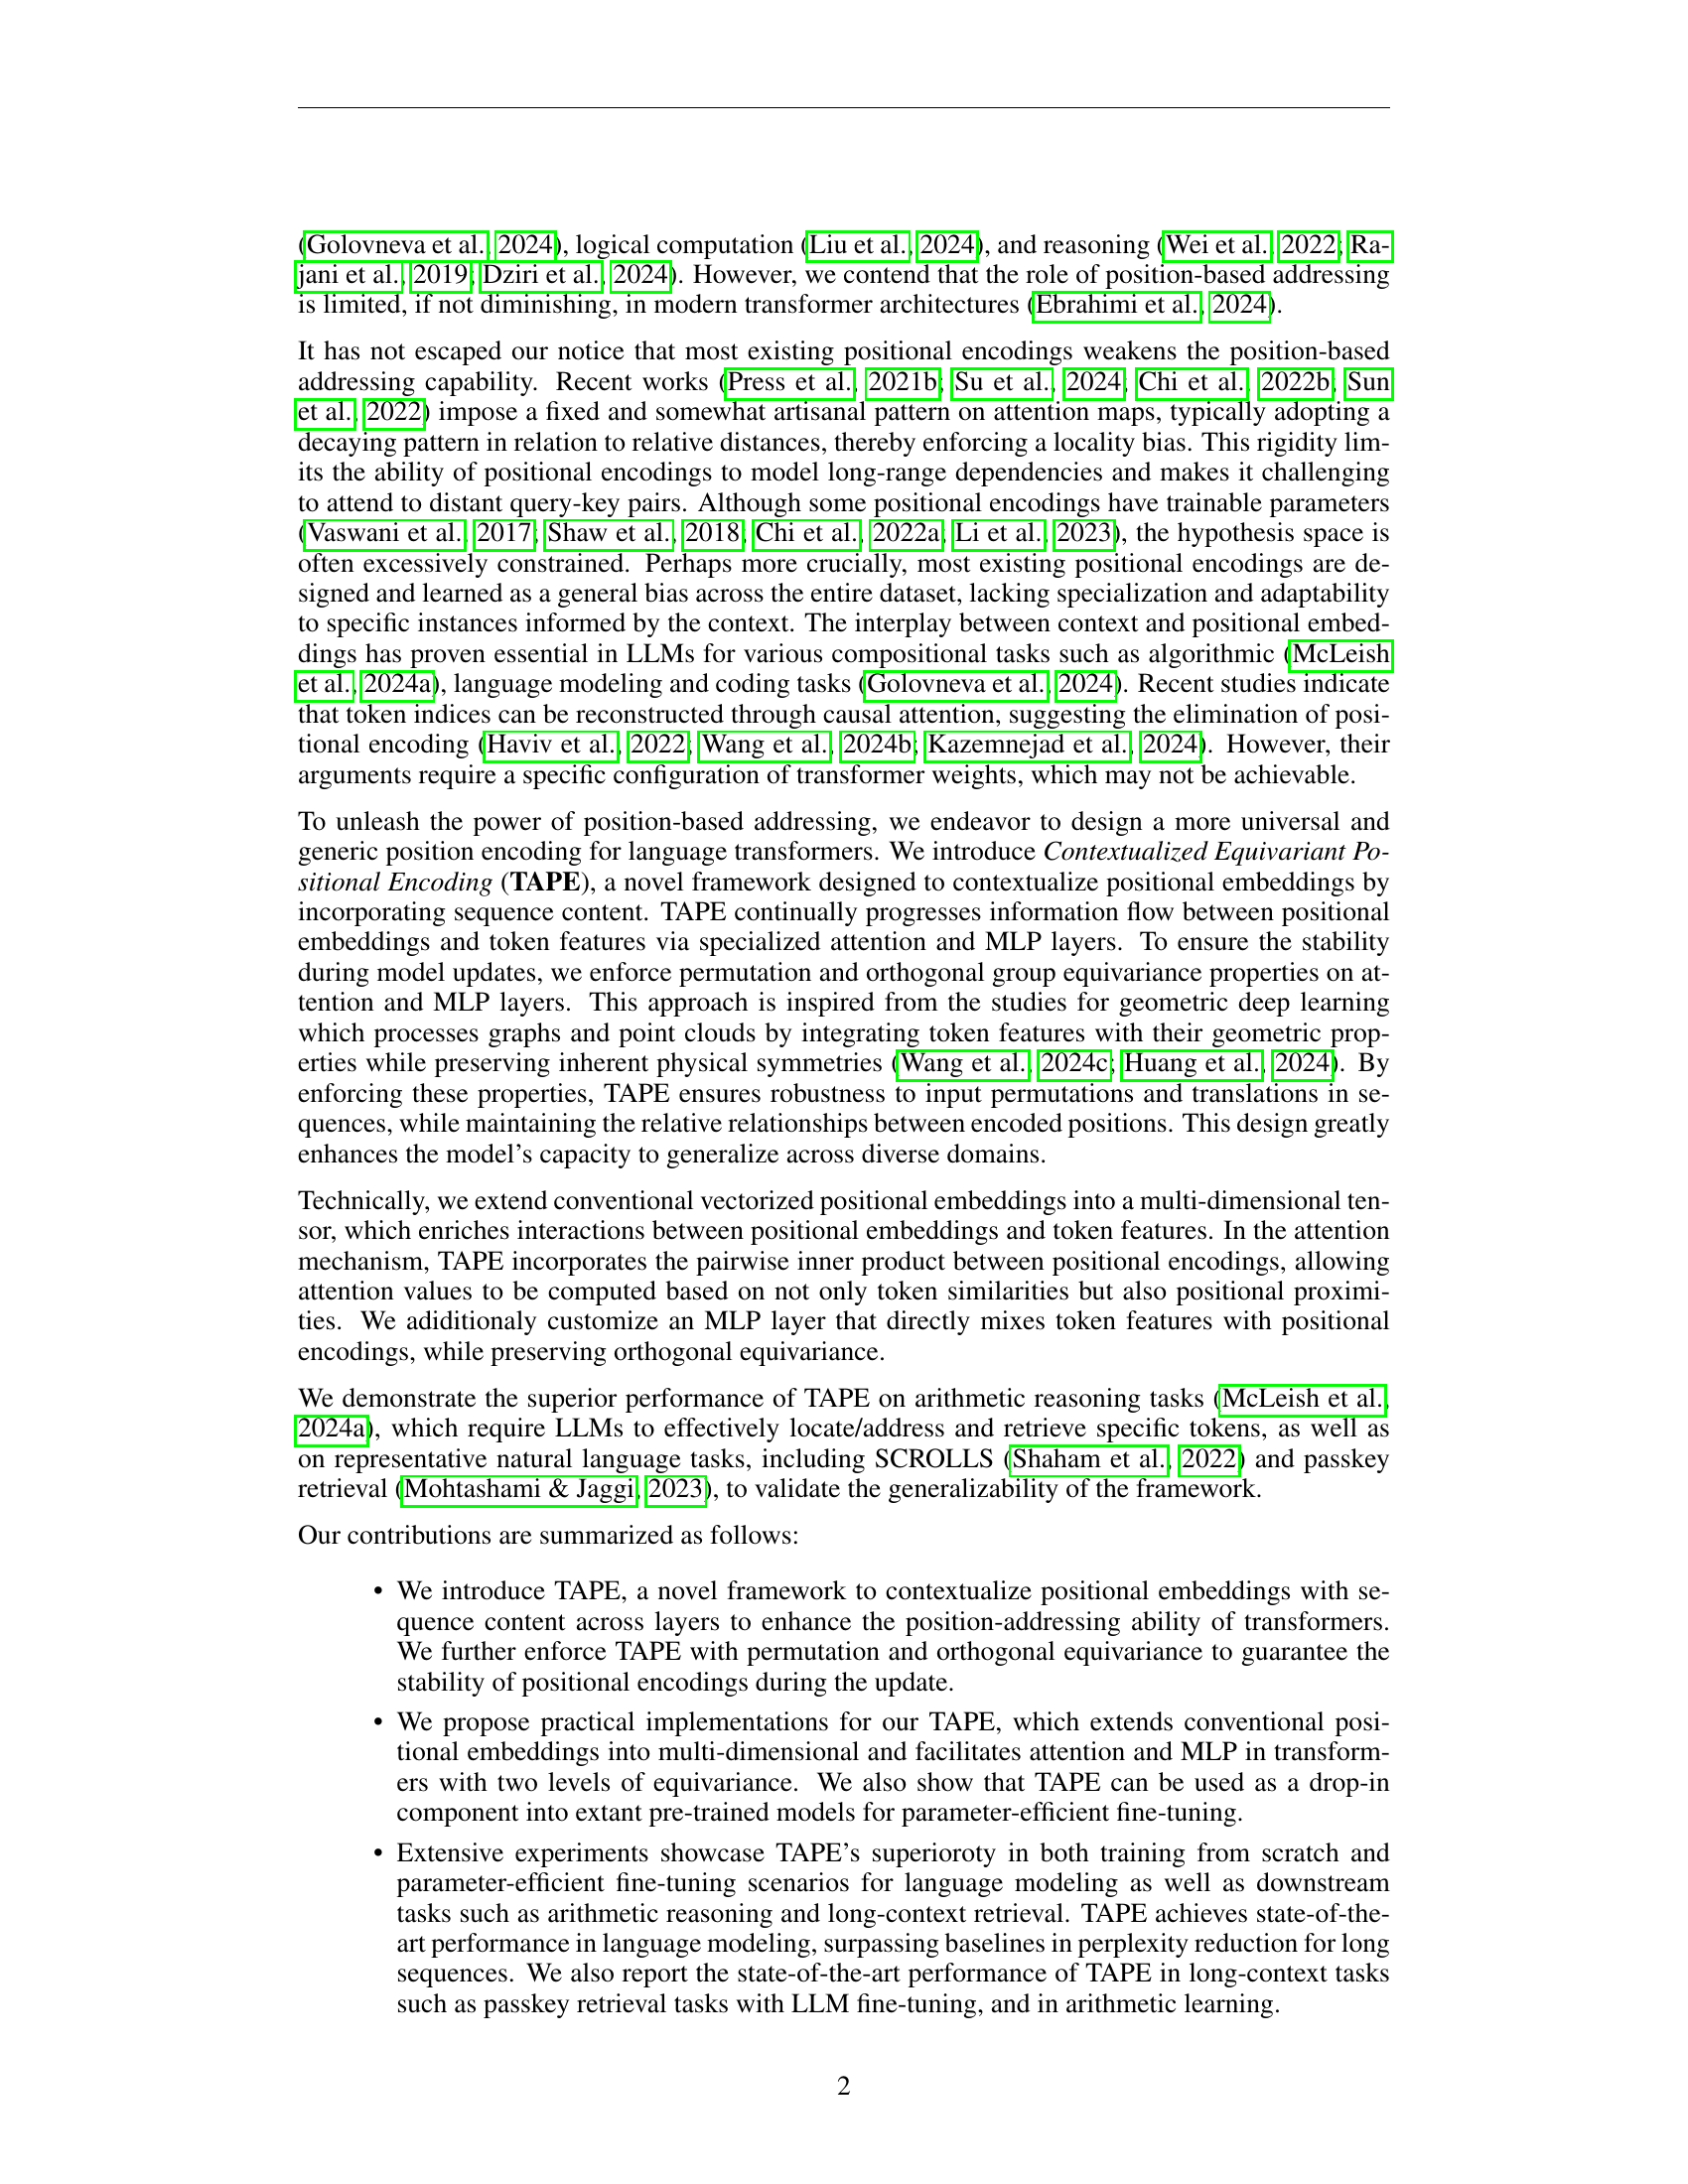 (Golovneva et al., 2024), logical computation (Liu et al., 2024), and reasoning (Wei et al., 2022; Ra-
jani et al., 2019; Dziri et al., 2024). However, we contend that the role of position-based addressing
is limited, if not diminishing, in modern transformer architectures (Ebrahimi et al., 2024).
It has not escaped our notice that most existing positional encodings weakens the position-based
addressing capability. Recent works (Press et al., 2021b; Su et al., 2024; Chi et al., 2022b; Sun
et al., 2022) impose a fixed and somewhat artisanal pattern on attention maps, typically adopting a
decaying pattern in relation to relative distances, thereby enforcing a locality bias. This rigidity lim-
its the ability of positional encodings to model long-range dependencies and makes it challenging
to attend to distant query-key pairs. Although some positional encodings have trainable parameters
(Vaswani et al., 2017; Shaw et al., 2018; Chi et al., 2022a; Li et al., 2023), the hypothesis space is
often excessively constrained. Perhaps more crucially, most existing positional encodings are de-
signed and learned as a general bias across the entire dataset, lacking specialization and adaptability
to specific instances informed by the context. The interplay between context and positional embed-
dings has proven essential in LLMs for various compositional tasks such as algorithmic (McLeish
et al., 2024a), language modeling and coding tasks (Golovneva et al., 2024). Recent studies indicate
that token indices can be reconstructed through causal attention, suggesting the elimination of posi-
tional encoding (Haviv et al., 2022; Wang et al., 2024b; Kazemnejad et al., 2024). However, their
arguments require a specific configuration of transformer weights, which may not be achievable.
To unleash the power of position-based addressing, we endeavor to design a more universal and
generic position encoding for language transformers. We introduce Contextualized Equivariant Po-
sitional Encoding (TAPE), a novel framework designed to contextualize positional embeddings by
incorporating sequence content. TAPE continually progresses information flow between positional
embeddings and token features via specialized attention and MLP layers. To ensure the stability
during model updates, we enforce permutation and orthogonal group equivariance properties on at-
tention and MLP layers. This approach is inspired from the studies for geometric deep learning
which processes graphs and point clouds by integrating token features with their geometric prop-
erties while preserving inherent physical symmetries (Wang et al., 2024c; Huang et al., 2024). By
enforcing these properties, TAPE ensures robustness to input permutations and translations in se-
quences, while maintaining the relative relationships between encoded positions. This design greatly
enhances the model's capacity to generalize across diverse domains.
Technically, we extend conventional vectorized positional embeddings into a multi-dimensional ten-
sor, which enriches interactions between positional embeddings and token features. In the attention
mechanism, TAPE incorporates the pairwise inner product between positional encodings, allowing
attention values to be computed based on not only token similarities but also positional proximi-
ties. We adiditionaly customize an MLP layer that directly mixes token features with positional
encodings, while preserving orthogonal equivariance.
We demonstrate the superior performance of TAPE on arithmetic reasoning tasks (McLeish et al.,
2024a), which require LLMs to effectively locate/address and retrieve specific tokens, as well as
on representative natural language tasks, including SCROLLS (Shaham et al., 2022) and passkey
retrieval (Mohtashami & Jaggi, 2023), to validate the generalizability of the framework.
Our contributions are summarized as follows:
• We introduce TAPE, a novel framework to contextualize positional embeddings with se-
quence content across layers to enhance the position-addressing ability of transformers.
We further enforce TAPE with permutation and orthogonal equivariance to guarantee the
stability of positional encodings during the update.
• We propose practical implementations for our TAPE, which extends conventional posi-
tional embeddings into multi-dimensional and facilitates attention and MLP in transform-
ers with two levels of equivariance. We also show that TAPE can be used as a drop-in
component into extant pre-trained models for parameter-efficient fine-tuning.
• Extensive experiments showcase TAPE's superioroty in both training from scratch and
parameter-efficient fine-tuning scenarios for language modeling as well as downstream
tasks such as arithmetic reasoning and long-context retrieval. TAPE achieves state-of-the-
art performance in language modeling, surpassing baselines in perplexity reduction for long
sequences. We also report the state-of-the-art performance of TAPE in long-context tasks
such as passkey retrieval tasks with LLM fine-tuning, and in arithmetic learning.
2